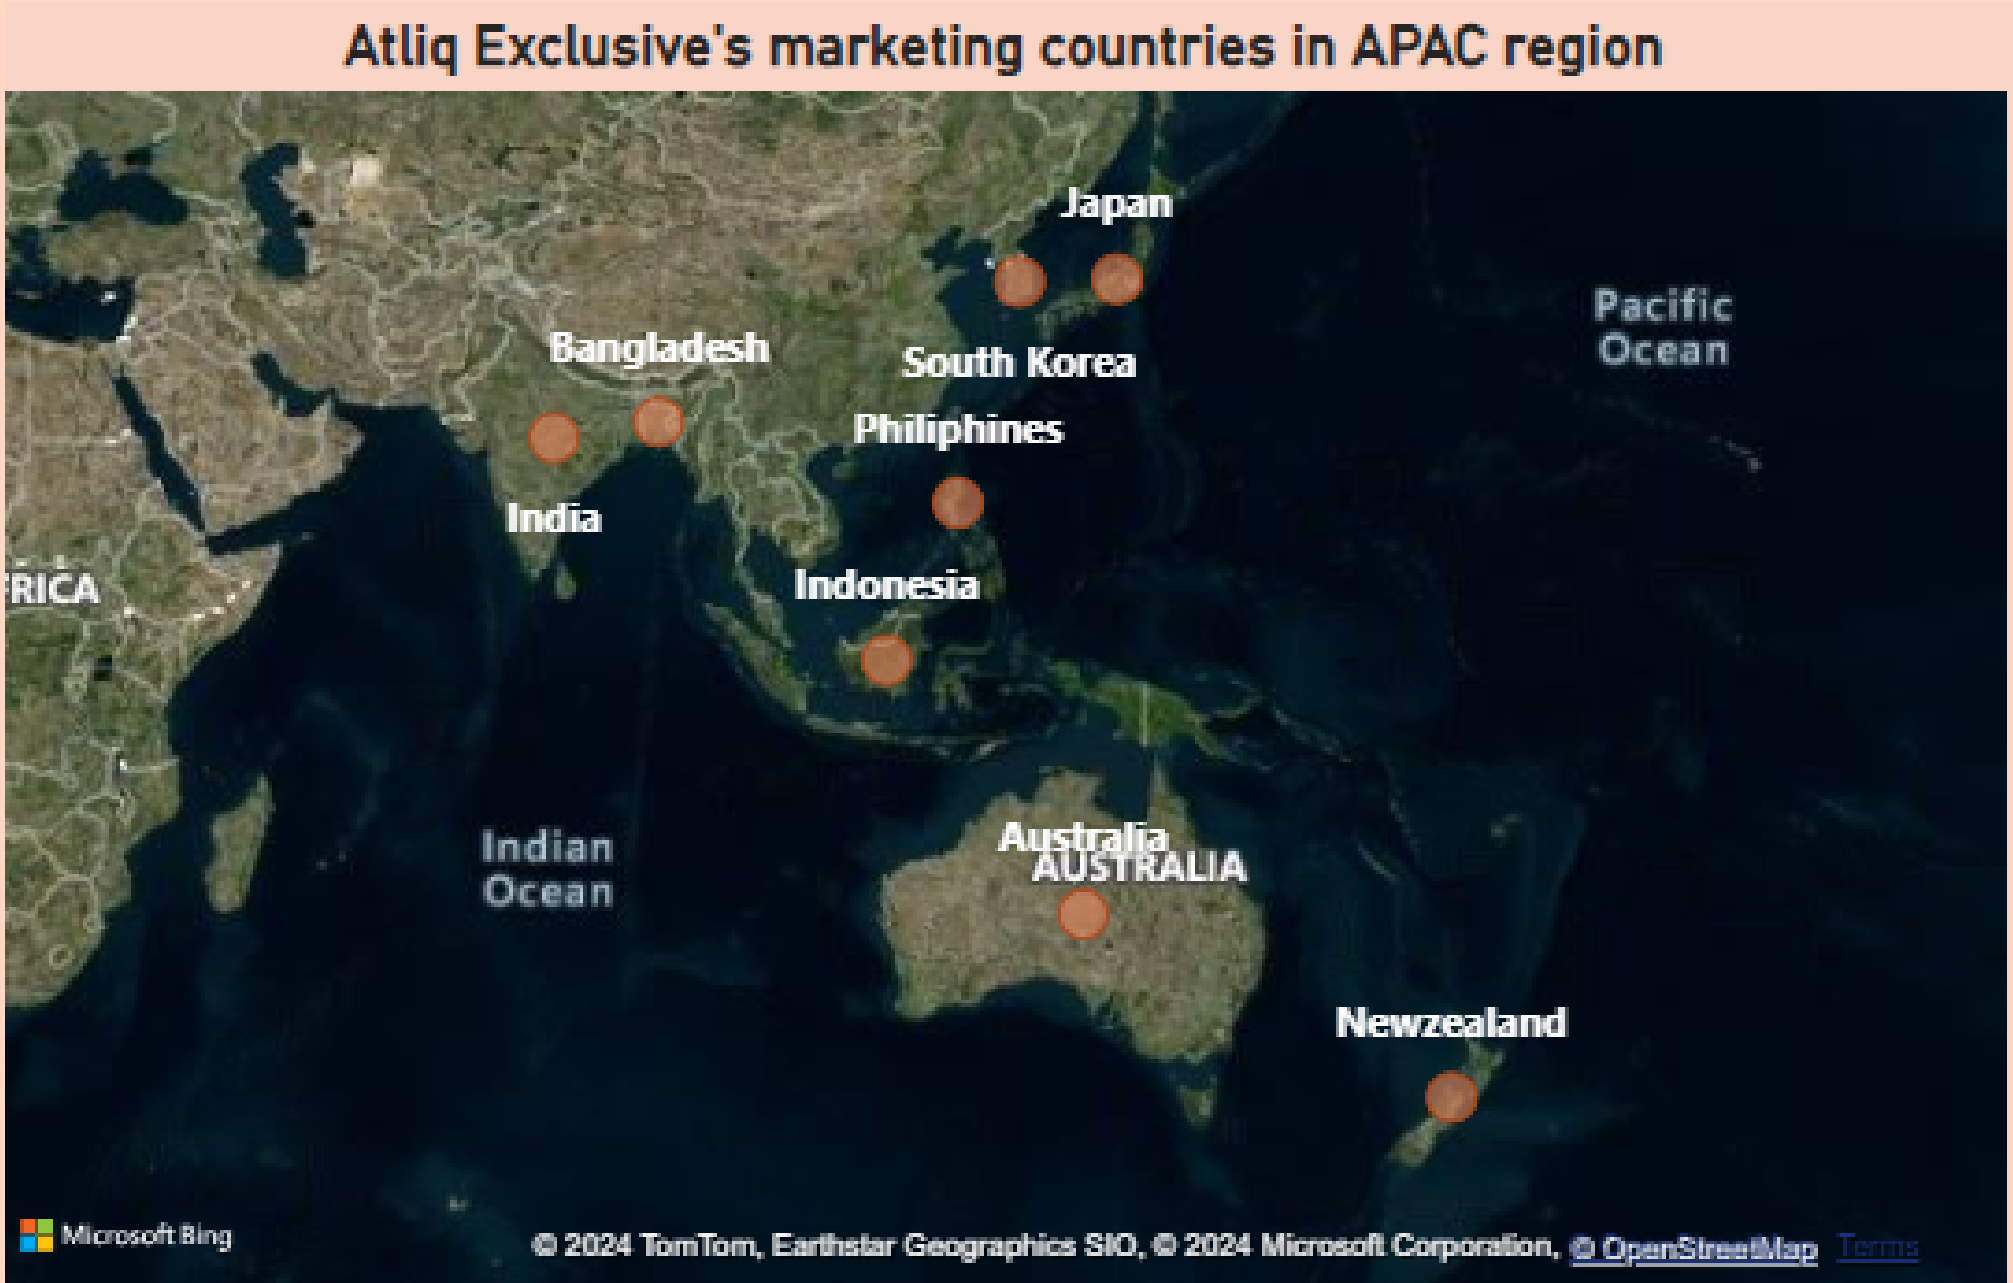 Atliq Exclusive's marketing countries in APAC region
Japan
Pacific
Ocean
Bangladesh
South Korea
Philiphines
India
Indonesia
FRICA
Australia
AUSTRALIA
Indian
Ocean
Newzealand
Microsoft Bing
© 2024 TomTom, Earthstar Geographics SIO, © 2024 Microsoft Corporation, © OpenStreetMap Terms